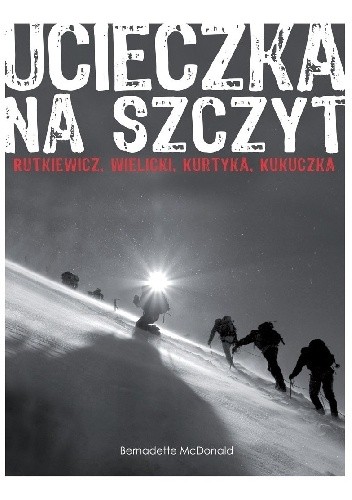 UCIECZKA
NA SZCZYT
RUTKIEWICZ, WIELICKI, KURTYKA, KUKUCZKA
Bernadette McDonald